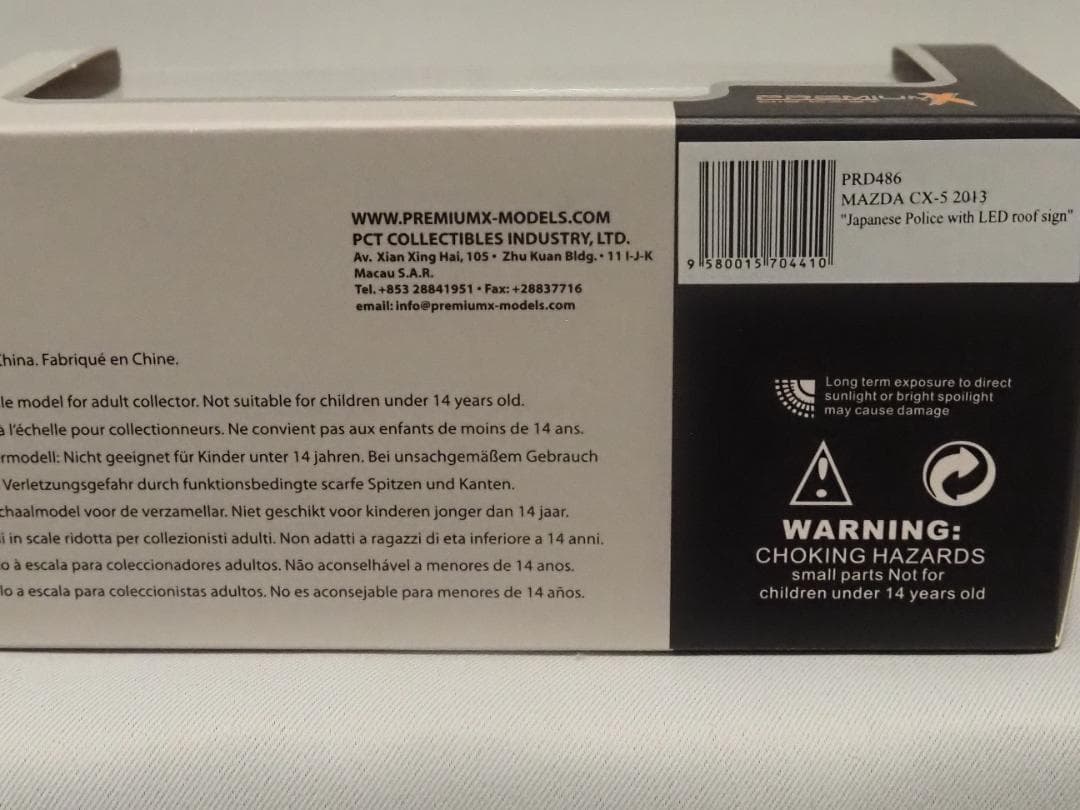 PREMIUMX
PRD486
MAZDA CX-5 2013
"Japanese Police with LED roof sign"
9 580015 704410
WWW.PREMIUMX-MODELS.COM
PCT COLLECTIBLES INDUSTRY, LTD.
Av. Xian Xing Hai, 105 • Zhu Kuan Bldg. • 11 I-J-K
Macau S.A.R.
Tel. +853 28841951 • Fax: +28837716
email: info@premiumx-models.com
China. Fabriqué en Chine.
le model for adult collector. Not suitable for children under 14 years old.
à l'échelle pour collectionneurs. Ne convient pas aux enfants de moins de 14 ans.
rmodell: Nicht geeignet für Kinder unter 14 jahren. Bei unsachgemäßem Gebrauch
Verletzungsgefahr durch funktionsbedingte scarfe Spitzen und Kanten.
chaalmodel voor de verzamellar. Niet geschikt voor kinderen jonger dan 14 jaar.
i in scale ridotta per collezionisti adulti. Non adatti a ragazzi di eta inferiore a 14 anni.
o à escala para coleccionadores adultos. Não aconselhável a menores de 14 anos.
lo a escala para coleccionistas adultos. No es aconsejable para menores de 14 años.
Long term exposure to direct
sunlight or bright spoilight
may cause damage
WARNING:
CHOKING HAZARDS
small parts Not for
children under 14 years old